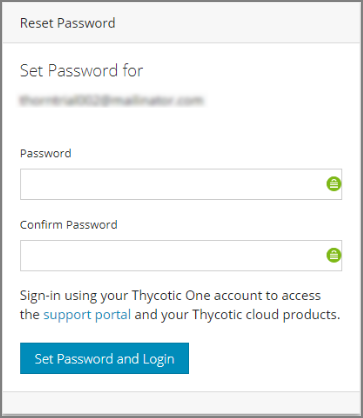 Reset Password
Set Password for
Password
Confirm Password
Sign-in using your Thycotic One account to access
the support portal and your Thycotic cloud products.
Set Password and Login